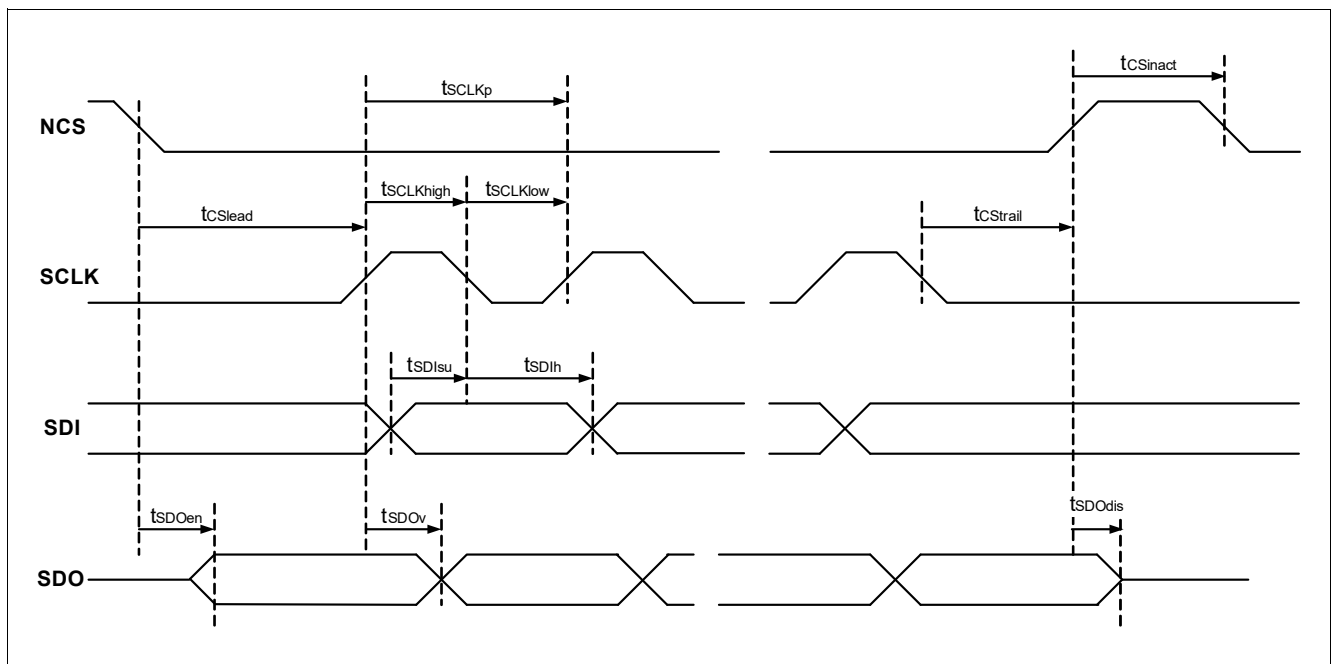 tCSinact
tSCLKp
NCS
tSCLKhigh tSCLKlow
tCSlead
tCStrail
SCLK
tSDIsu
tSDIh
SDI
tSDOen
tSDOv
tSDOdis
SDO